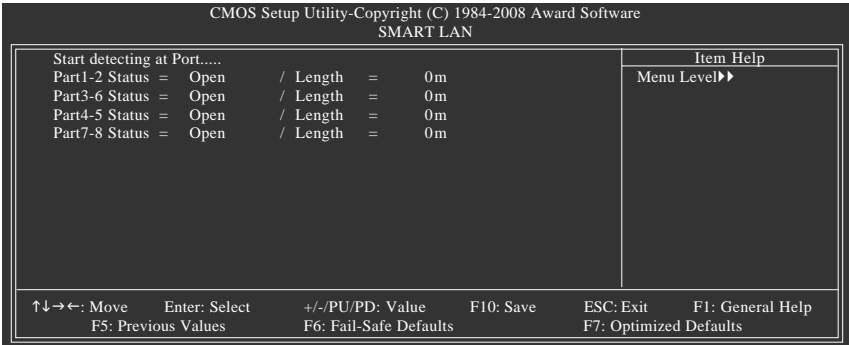 CMOS Setup Utility-Copyright (C) 1984-2008 Award Software
SMART LAN
Start detecting at Port.....
Part1-2 Status = Open / Length = 0m
Part3-6 Status = Open / Length = 0m
Part4-5 Status = Open / Length = 0m
Part7-8 Status = Open / Length = 0m
Item Help
Menu Level▶▶
↑↓→←: Move Enter: Select +/-/PU/PD: Value F10: Save ESC: Exit F1: General Help
F5: Previous Values F6: Fail-Safe Defaults F7: Optimized Defaults